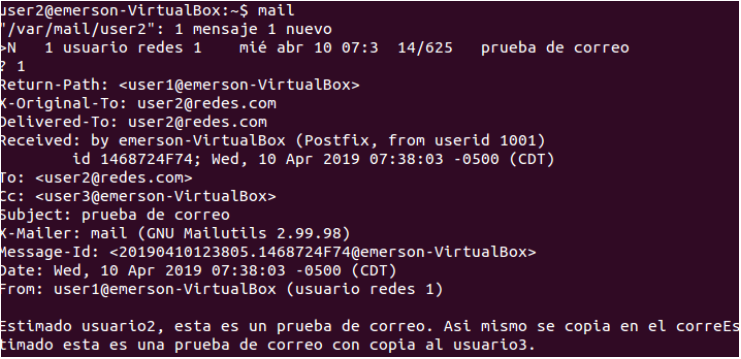 user2@emerson-VirtualBox:~$ mail
"/var/mail/user2": 1 mensaje 1 nuevo
>N   1 usuario redes 1    mié abr 10 07:3  14/625   prueba de correo
? 1
Return-Path: <user1@emerson-VirtualBox>
X-Original-To: user2@redes.com
Delivered-To: user2@redes.com
Received: by emerson-VirtualBox (Postfix, from userid 1001)
        id 1468724F74; Wed, 10 Apr 2019 07:38:03 -0500 (CDT)
To: <user2@redes.com>
Cc: <user3@emerson-VirtualBox>
Subject: prueba de correo
X-Mailer: mail (GNU Mailutils 2.99.98)
Message-Id: <20190410123805.1468724F74@emerson-VirtualBox>
Date: Wed, 10 Apr 2019 07:38:03 -0500 (CDT)
From: user1@emerson-VirtualBox (usuario redes 1)

Estimado usuario2, esta es un prueba de correo. Asi mismo se copia en el correEs
timado esta es una prueba de correo con copia al usuario3.